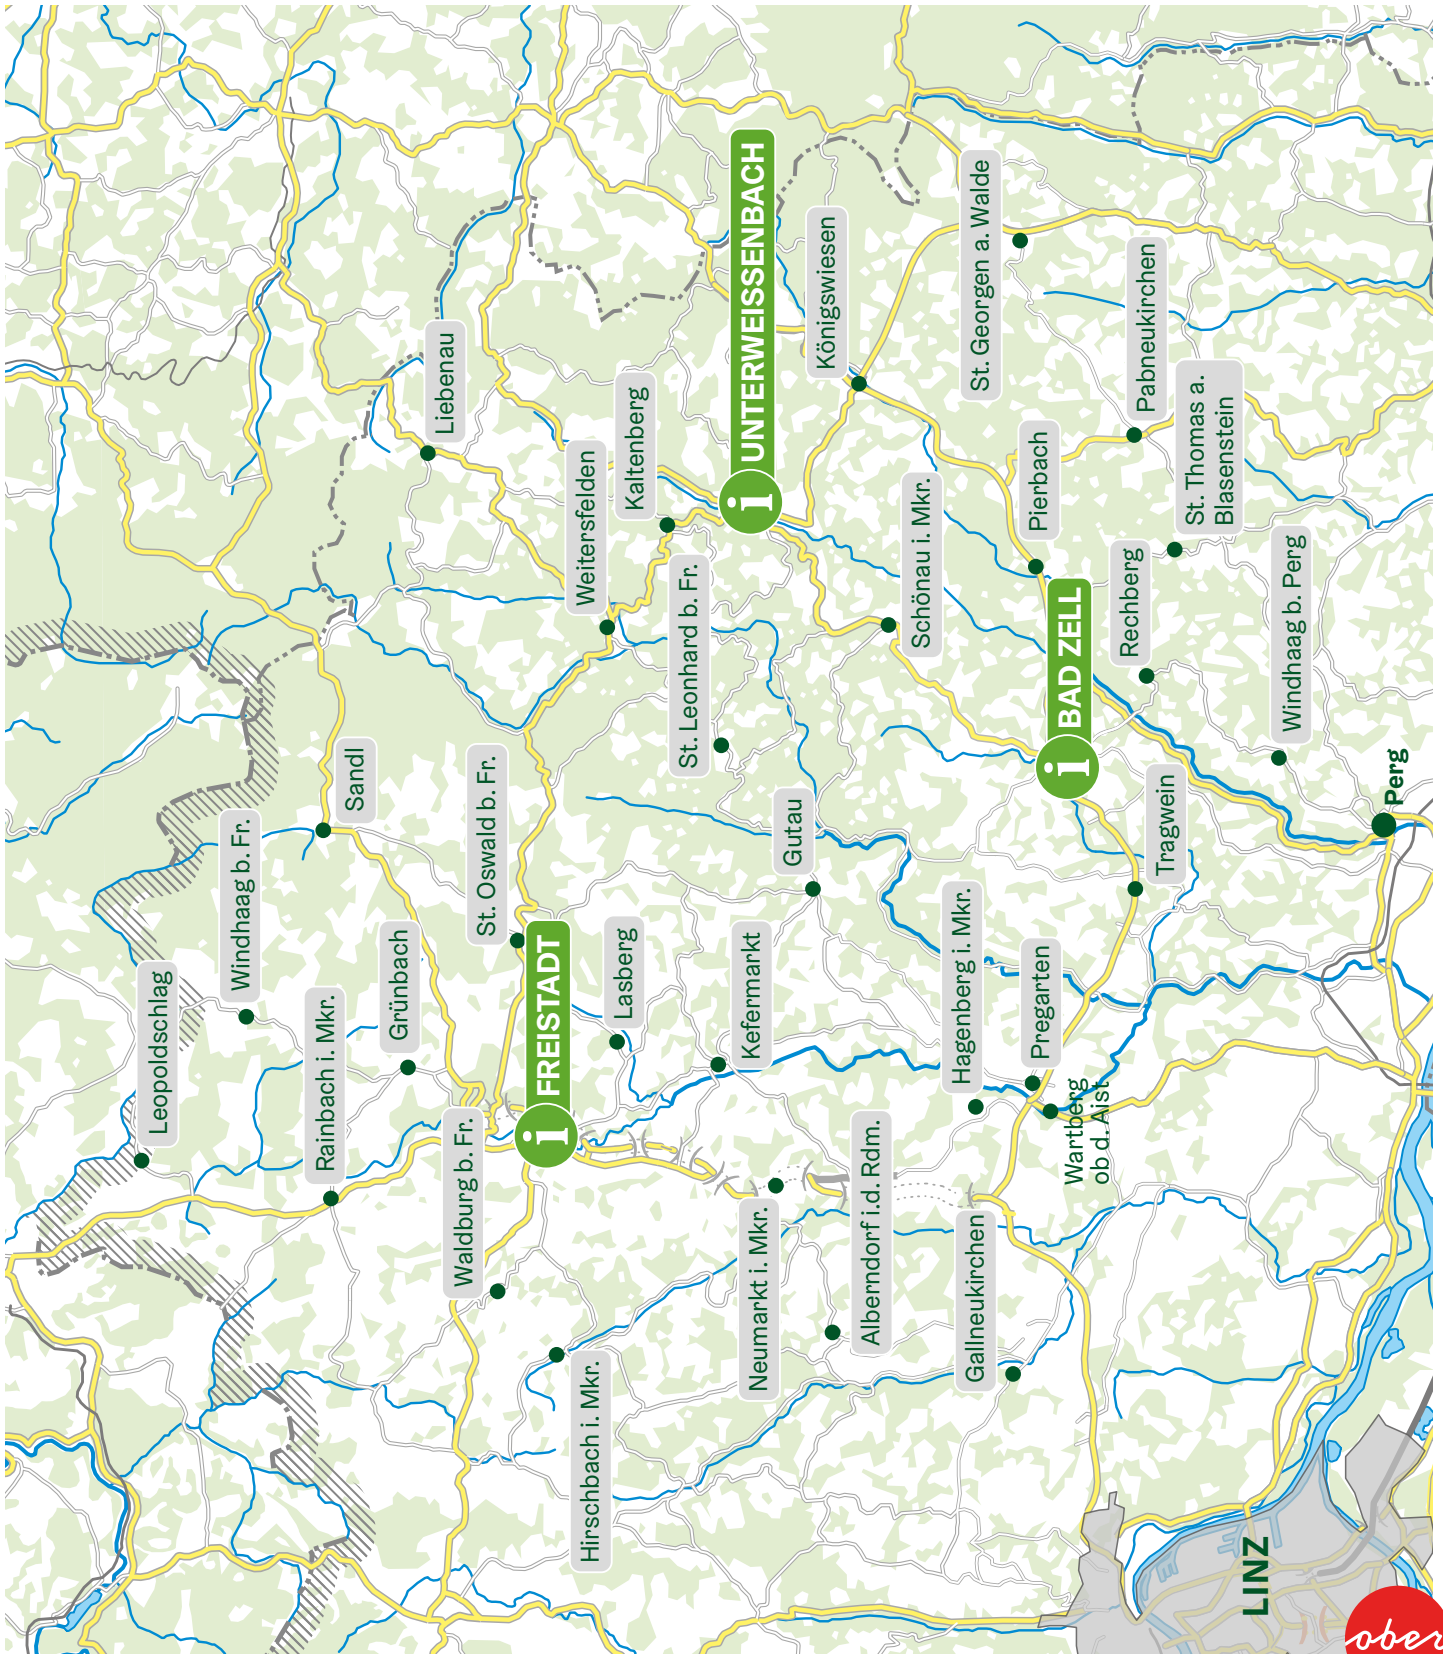 Leopoldschlag
Windhaag b. Fr.
Rainbach i. Mkr.
Sandl
Grünbach
Liebenau
Waldburg b. Fr.
St. Oswald b. Fr.
i FREISTADT
Hirschbach i. Mkr.
Weitersfelden
Lasberg
Kaltenberg
St. Leonhard b. Fr.
Kefermarkt
i UNTERWEISSENBACH
Neumarkt i. Mkr.
Gutau
Königswiesen
Alberndorf i.d. Rdm.
Schönau i. Mkr.
Hagenberg i. Mkr.
Gallneukirchen
St. Georgen a. Walde
Pregarten
Pierbach
i BAD ZELL
Wartberg
ob d. Aist
Rechberg
Pabneukirchen
Tragwein
St. Thomas a.
Blasenstein
Windhaag b. Perg
Perg
LINZ
ober